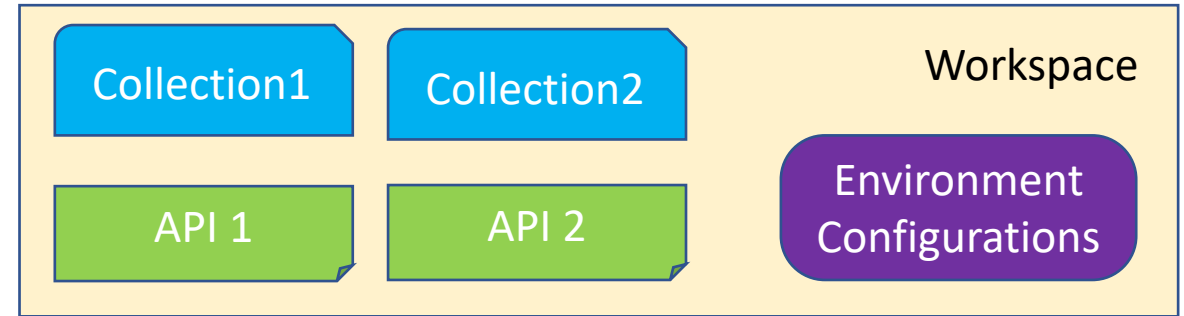 Collection1
Collection2
Workspace
API 1
API 2
Environment
Configurations